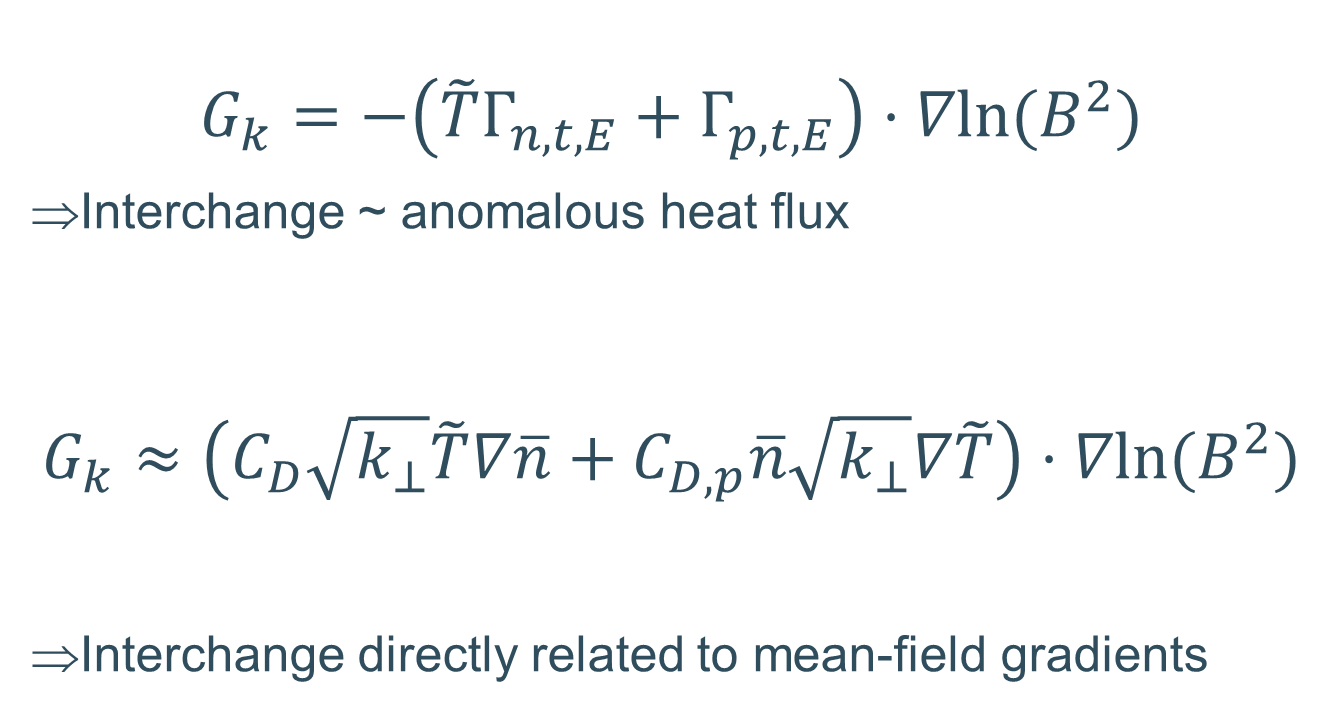 G_k = −(T̃Γ_{n,t,E} + Γ_{p,t,E}) · ∇ln(B²)
⇒Interchange ~ anomalous heat flux
G_k ≈ (C_D√k_⊥ T̃∇n̄ + C_{D,p} n̄√k_⊥ ∇T̃) · ∇ln(B²)
⇒Interchange directly related to mean-field gradients